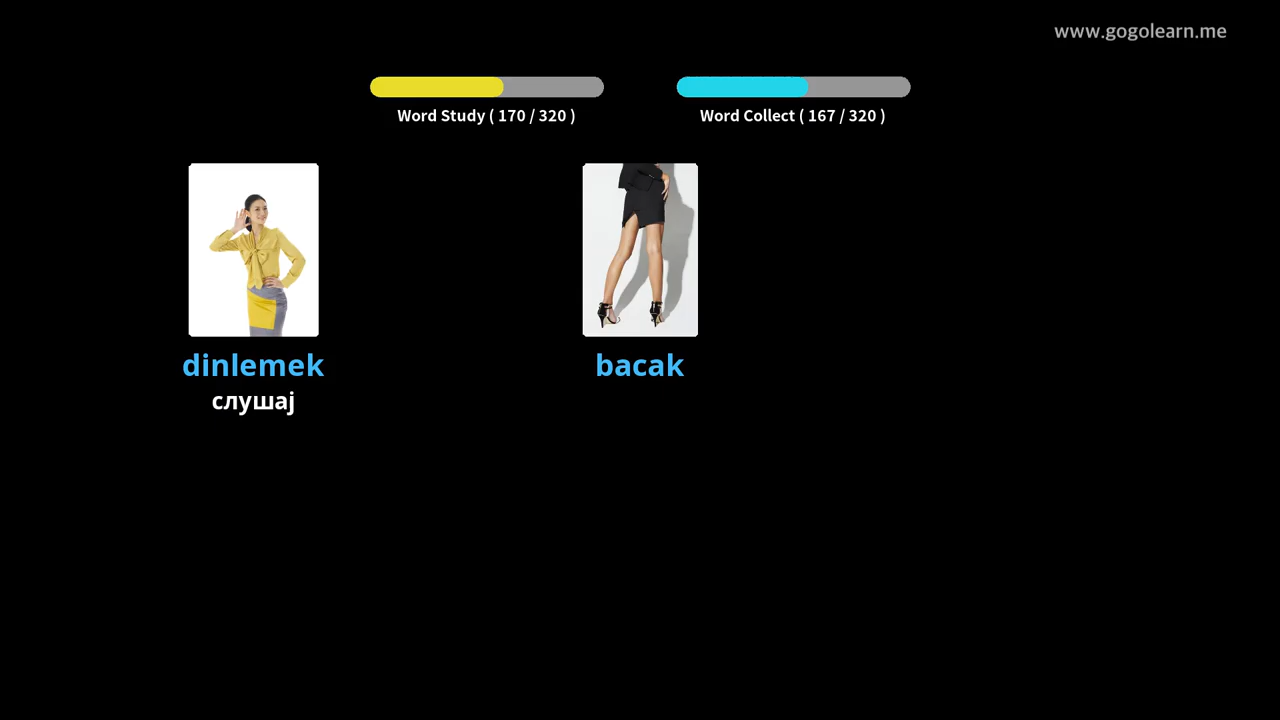 www.gogolearn.me
Word Study ( 170 / 320 )
Word Collect ( 167 / 320 )
dinlemek
bacak
слушај